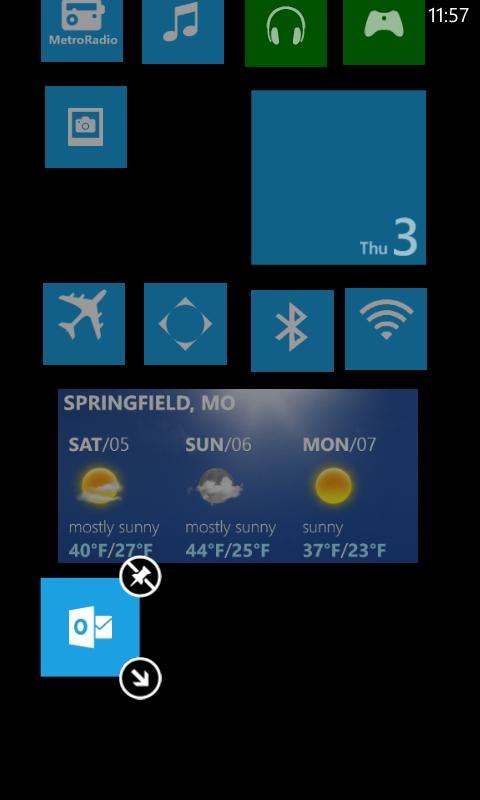 11:57
MetroRadio
Thu 3
SPRINGFIELD, MO
SAT/05 SUN/06 MON/07
mostly sunny mostly sunny sunny
40°F/27°F 44°F/25°F 37°F/23°F
O